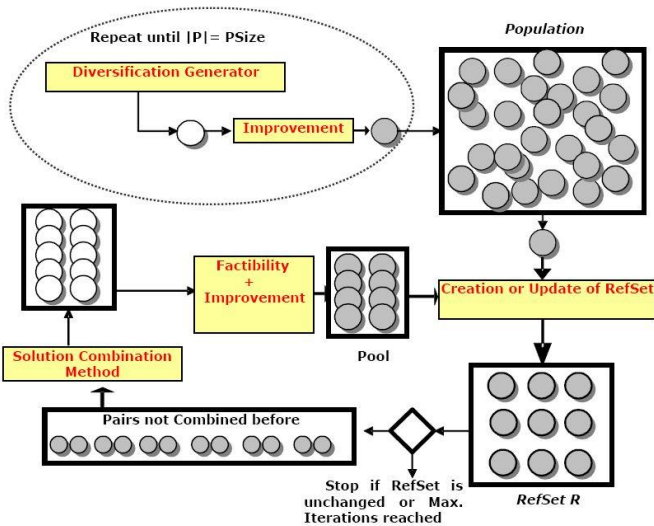 Population
Repeat until |P|= PSize
Diversification Generator
Improvement
Factibility
+
Improvement
Creation or Update of RefSet
Pool
Solution Combination
Method
Pairs not Combined before
Stop if RefSet is
unchanged or Max.
Iterations reached
RefSet R